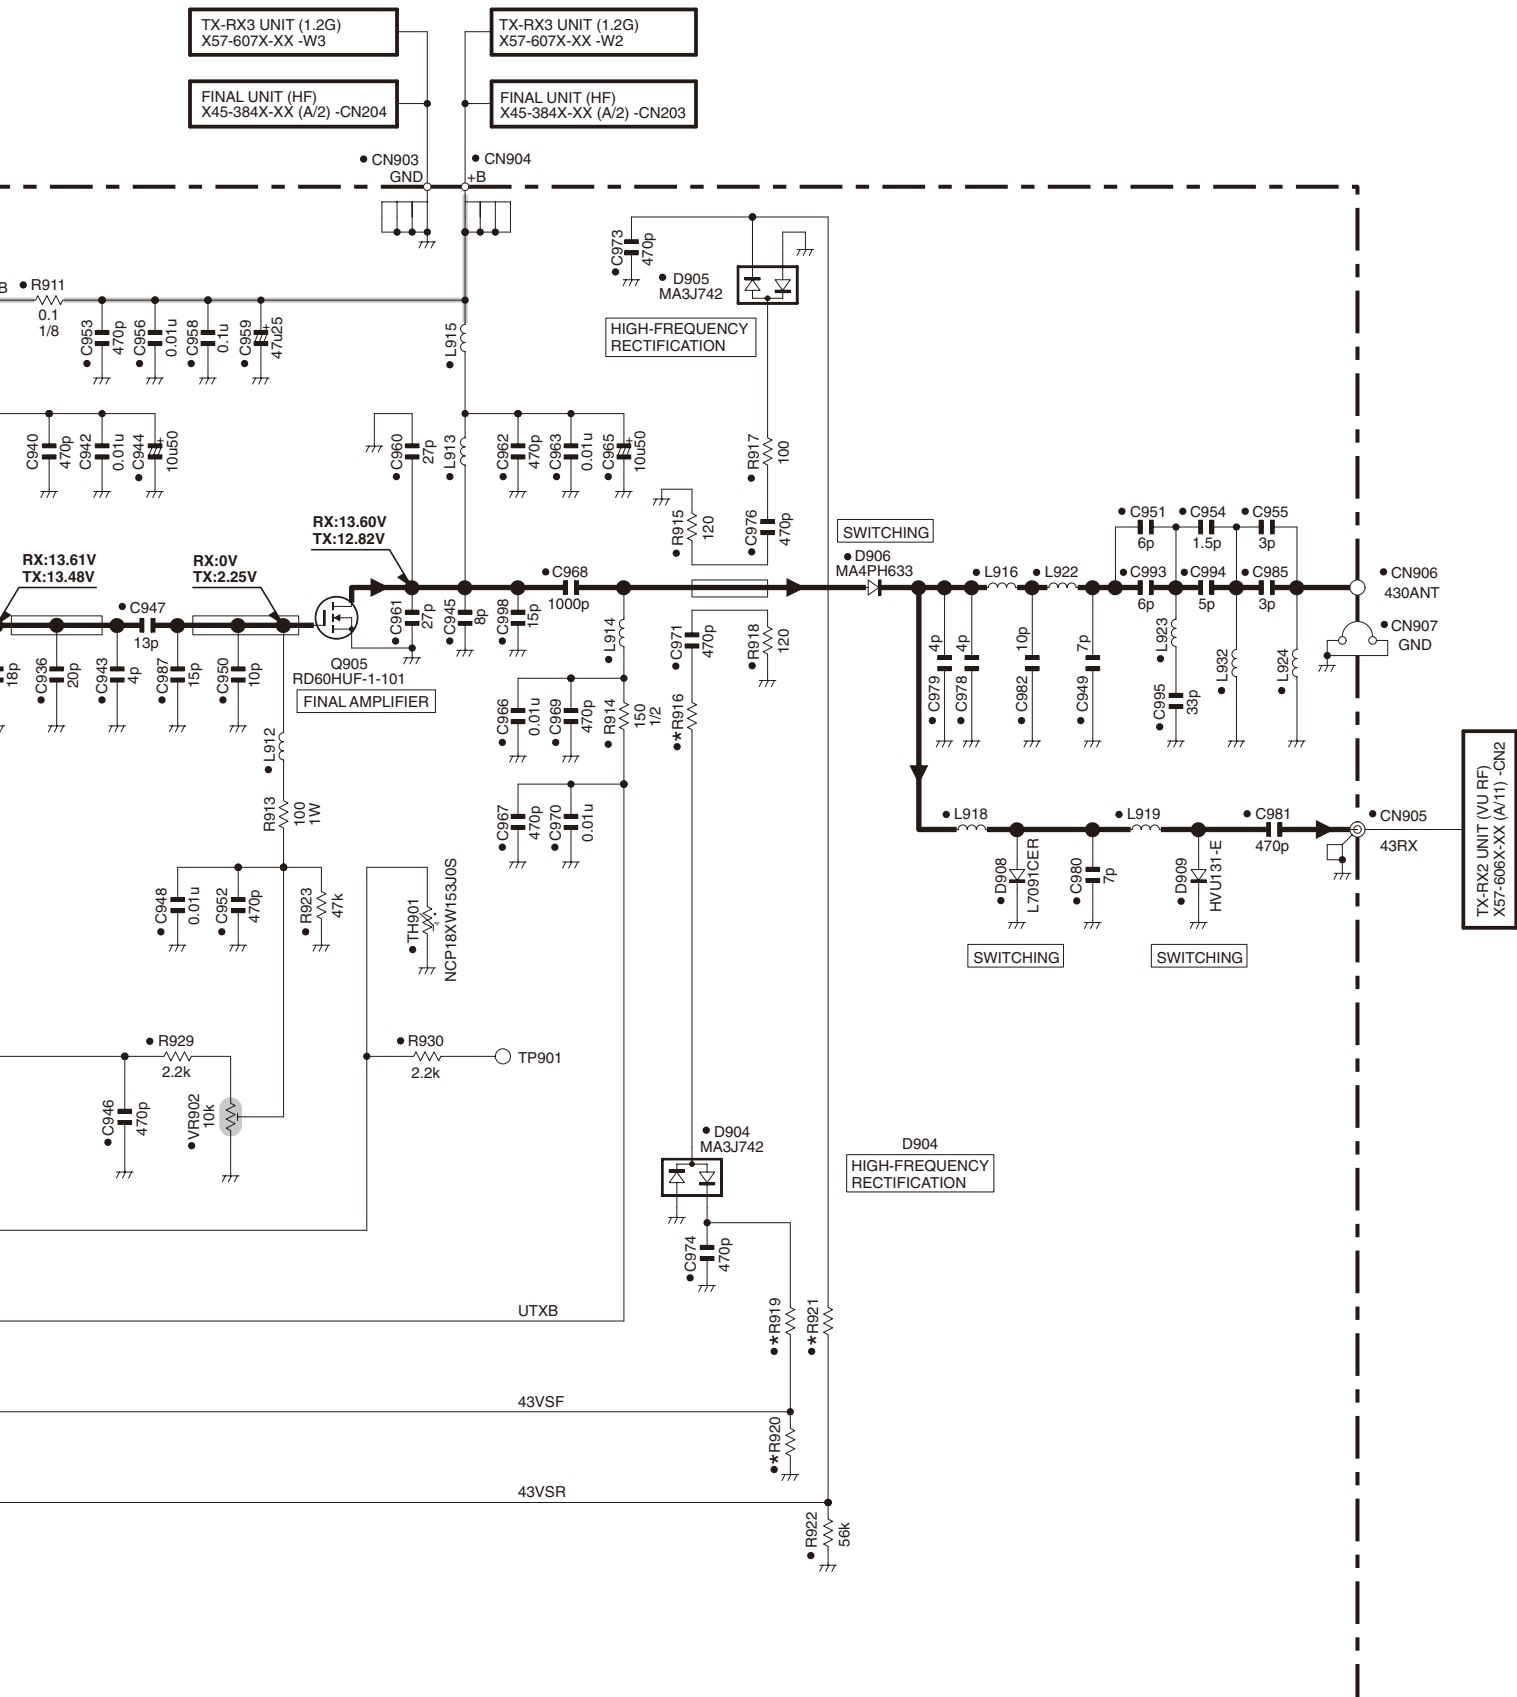 TX-RX3 UNIT (1.2G)
X57-607X-XX -W3
TX-RX3 UNIT (1.2G)
X57-607X-XX -W2
FINAL UNIT (HF)
X45-384X-XX (A/2) -CN204
FINAL UNIT (HF)
X45-384X-XX (A/2) -CN203
CN903
GND
CN904
+B
B
R911
0.1
1/8
C953
470p
C956
0.01u
C958
0.1u
C959
47u25
L915
C973
470p
D905
MA3J742
HIGH-FREQUENCY
RECTIFICATION
C940
470p
C942
0.01u
C944
10u50
C960
27p
L913
C962
470p
C963
0.01u
C965
10u50
R917
100
R915
120
C976
470p
RX:13.60V
TX:12.82V
RX:13.61V
TX:13.48V
RX:0V
TX:2.25V
SWITCHING
D906
MA4PH633
C951
6p
C954
1.5p
C955
3p
C968
1000p
L916
L922
C993
6p
C994
5p
C985
3p
CN906
430ANT
CN907
GND
C947
13p
18p
C936
20p
C943
4p
C987
15p
C950
10p
Q905
RD60HUF-1-101
FINAL AMPLIFIER
C961
27p
C945
8p
C998
15p
L914
C971
470p
R918
120
C979
4p
C978
4p
C982
10p
C949
7p
L923
C995
33p
L932
L924
C966
0.01u
C969
470p
R914
150
1/2
*R916
L912
R913
100
1W
C967
470p
C970
0.01u
L918
L919
C981
470p
CN905
43RX
TX-RX2 UNIT (VU RF)
X57-606X-XX (A/11) -CN2
D908
L7091CER
C980
7p
D909
HVU131-E
SWITCHING
SWITCHING
C948
0.01u
C952
470p
R923
47k
TH901
NCP18XW153J0S
R929
2.2k
R930
2.2k
TP901
C946
470p
VR902
10k
D904
MA3J742
D904
HIGH-FREQUENCY
RECTIFICATION
C974
470p
UTXB
*R919
*R921
43VSF
*R920
43VSR
R922
56k